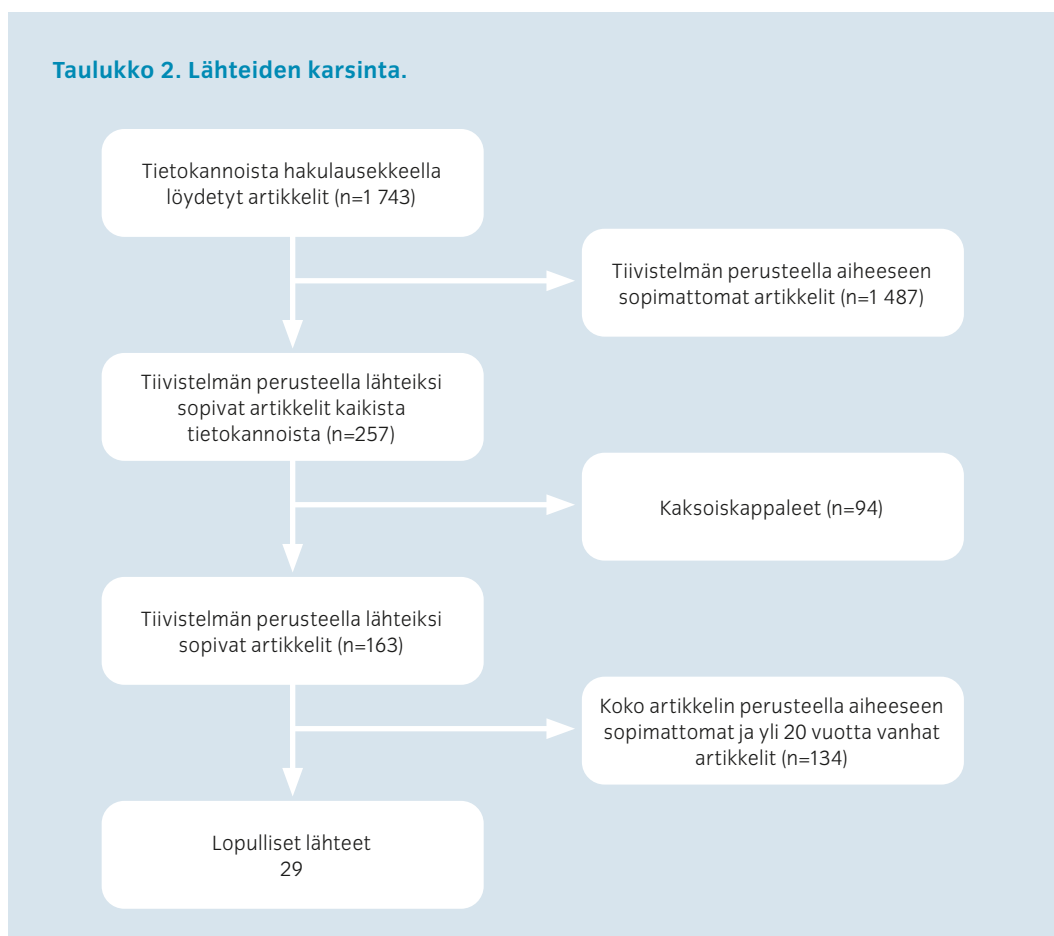 Taulukko 2. Lähteiden karsinta.
Tietokannoista hakulausekkeella
löydetyt artikkelit (n=1 743)
Tiivistelmän perusteella aiheeseen
sopimattomat artikkelit (n=1 487)
Tiivistelmän perusteella lähteiksi
sopivat artikkelit kaikista
tietokannoista (n=257)
Kaksoiskappaleet (n=94)
Tiivistelmän perusteella lähteiksi
sopivat artikkelit (n=163)
Koko artikkelin perusteella aiheeseen
sopimattomat ja yli 20 vuotta vanhat
artikkelit (n=134)
Lopulliset lähteet
29